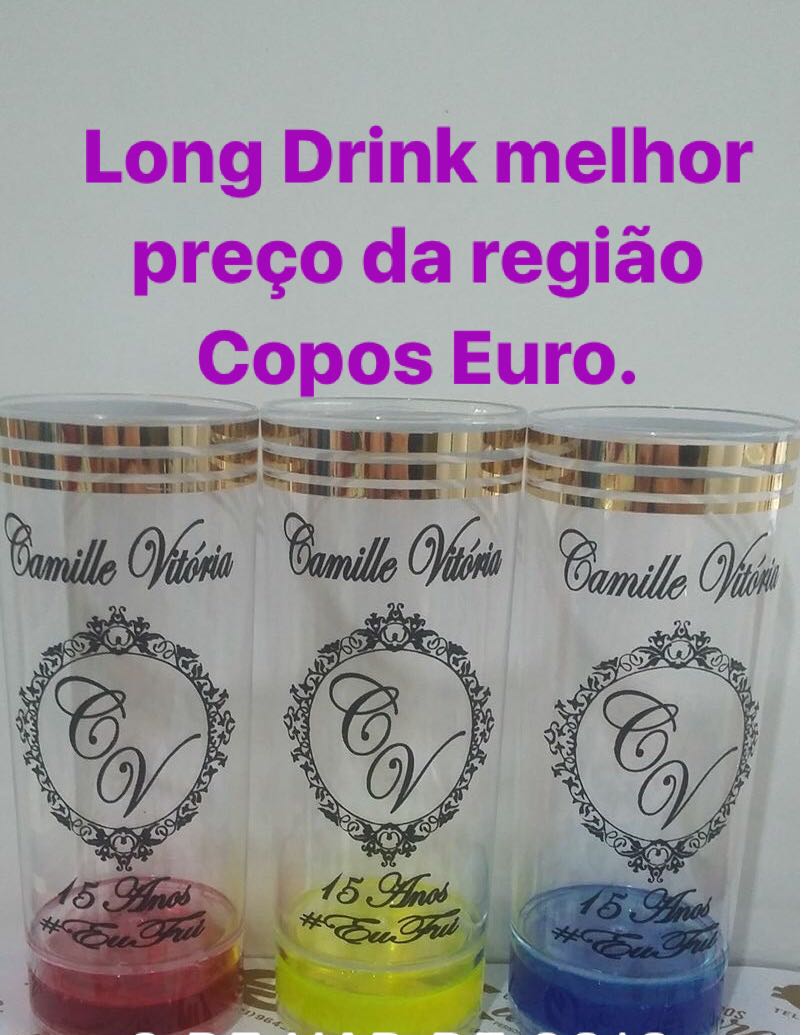 Long Drink melhor
preço da região
Copos Euro.
Camille Vitória
CV
15 Anos
#EuFui
Camille Vitória
CV
15 Anos
#EuFui
Camille Vitória
CV
15 Anos
#EuFui